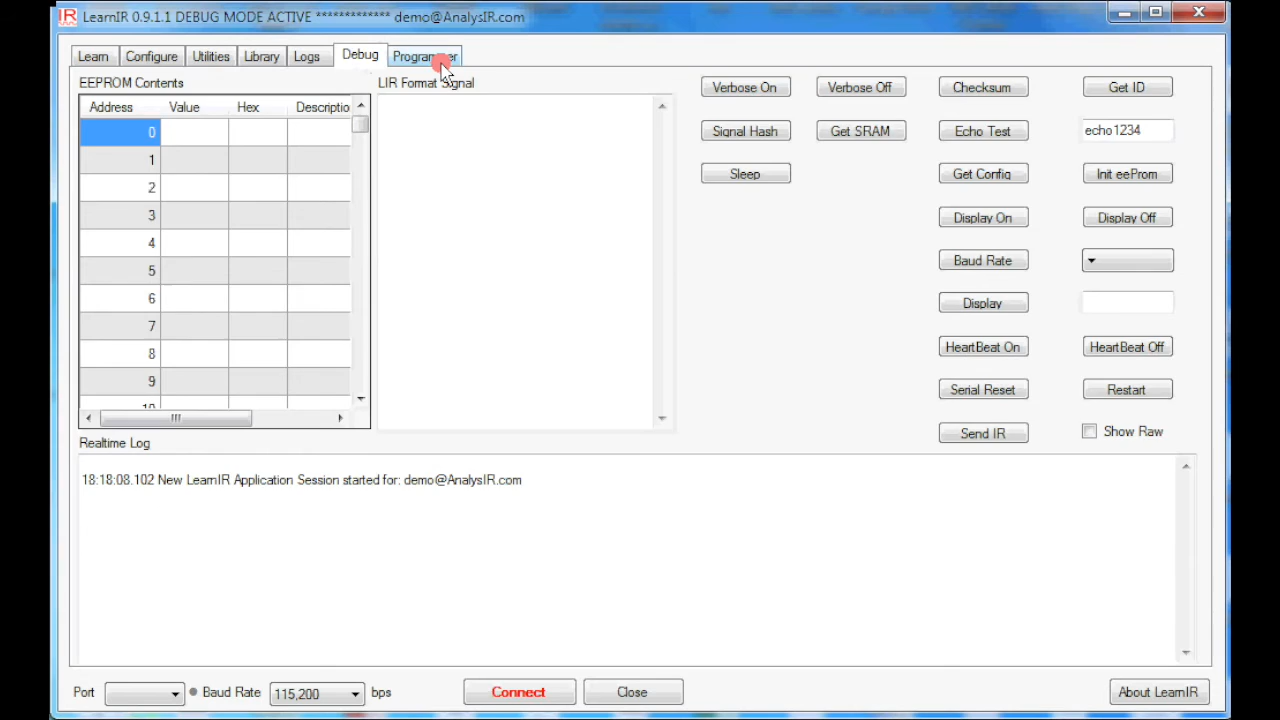 IR LearnIR 0.9.1.1 DEBUG MODE ACTIVE ************* demo@AnalysIR.com
Learn Configure Utilities Library Logs Debug Programmer
EEPROM Contents LIR Format Signal
Address Value Hex Descriptio
0
1
2
3
4
5
6
7
8
9
10
Verbose On Verbose Off Checksum Get ID
Signal Hash Get SRAM Echo Test echo1234
Sleep Get Config Init eeProm
Display On Display Off
Baud Rate
Display
HeartBeat On HeartBeat Off
Serial Reset Restart
Send IR Show Raw
Realtime Log
18:18:08.102 New LearnIR Application Session started for: demo@AnalysIR.com
Port Baud Rate 115,200 bps Connect Close About LearnIR